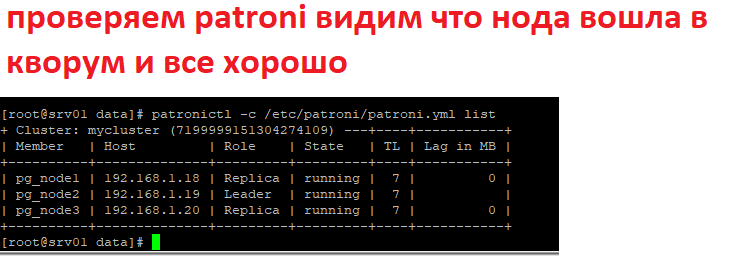 проверяем patroni видим что нода вошла в
кворум и все хорошо
[root@srv01 data]# patronictl -c /etc/patroni/patroni.yml list
+ Cluster: mycluster (7199999151304274109) ---+----+-----------+
| Member   | Host         | Role    | State   | TL | Lag in MB |
+----------+--------------+---------+---------+----+-----------+
| pg_node1 | 192.168.1.18 | Replica | running |  7 |         0 |
| pg_node2 | 192.168.1.19 | Leader  | running |  7 |           |
| pg_node3 | 192.168.1.20 | Replica | running |  7 |         0 |
+----------+--------------+---------+---------+----+-----------+
[root@srv01 data]#